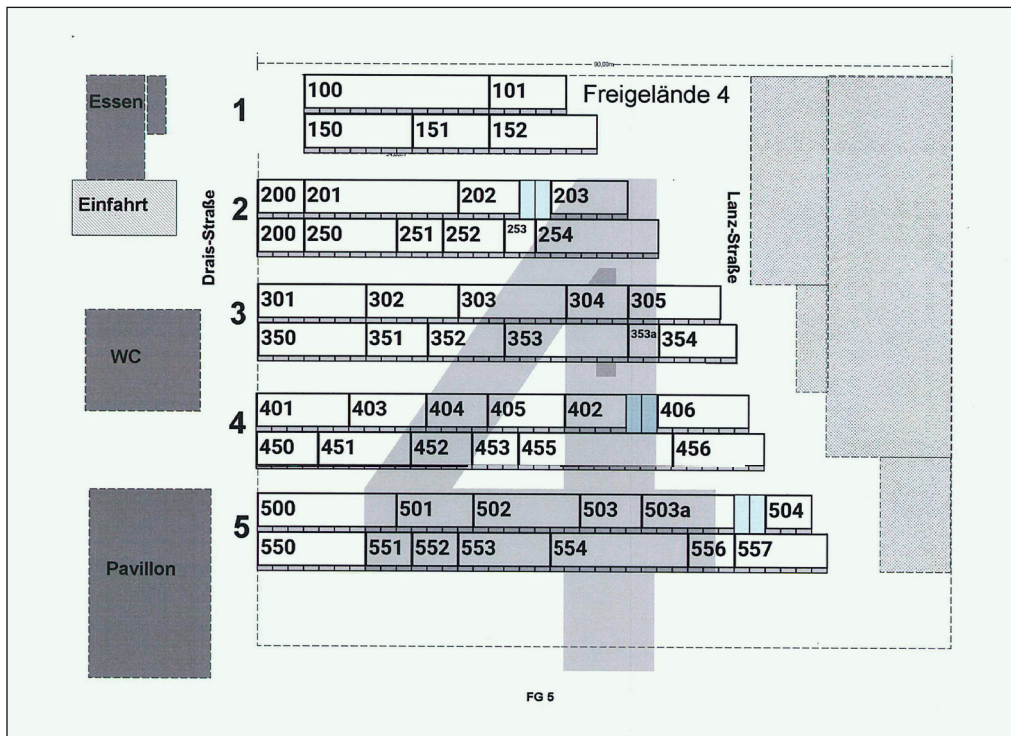 90,00m
Essen
1
100 101 Freigelände 4
150 151 152
Einfahrt
Drais-Straße
Lanz-Straße
2
200 201 202 203
200 250 251 252 253 254
3
301 302 303 304 305
350 351 352 353 353a 354
WC
4
4
401 403 404 405 402 406
450 451 452 453 455 456
5
500 501 502 503 503a 504
550 551 552 553 554 556 557
Pavillon
FG 5